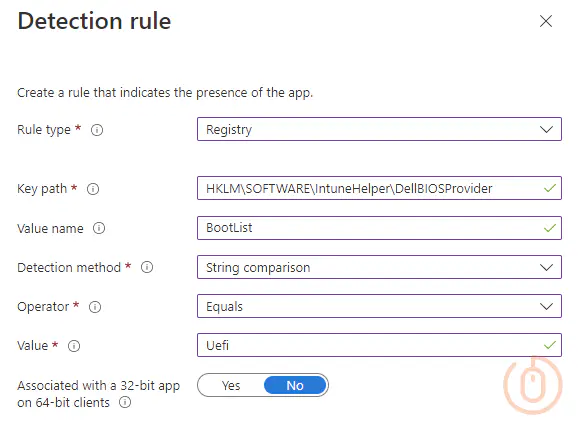 Detection rule
Create a rule that indicates the presence of the app.
Rule type *
Registry
Key path *
HKLM\SOFTWARE\IntuneHelper\DellBIOSProvider
Value name
BootList
Detection method *
String comparison
Operator *
Equals
Value *
Uefi
Associated with a 32-bit app
on 64-bit clients
Yes No